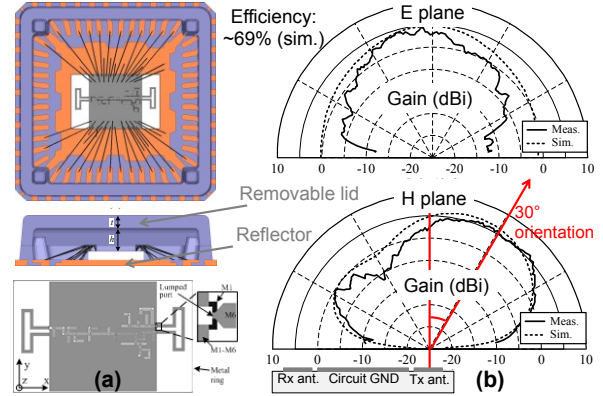 Efficiency:
~69% (sim.)
E plane
Gain (dBi)
Meas.
Sim.
10 0 -10 -20 -20 -10 0 10
Removable lid
t
h
Reflector
H plane
30°
orientation
Gain (dBi)
Meas.
Sim.
10 0 -10 -20 -20 -10 0 10
Rx ant. Circuit GND Tx ant.
(b)
Lumped
port
M1
M6
M1-M6
Metal
ring
y
z x
(a)